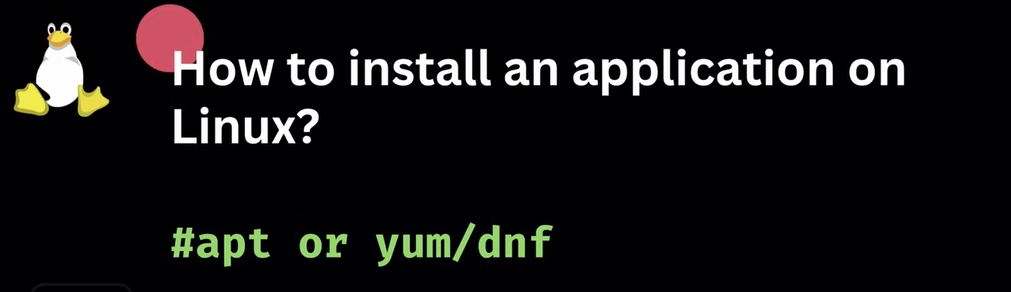 How to install an application on
Linux?
#apt or yum/dnf